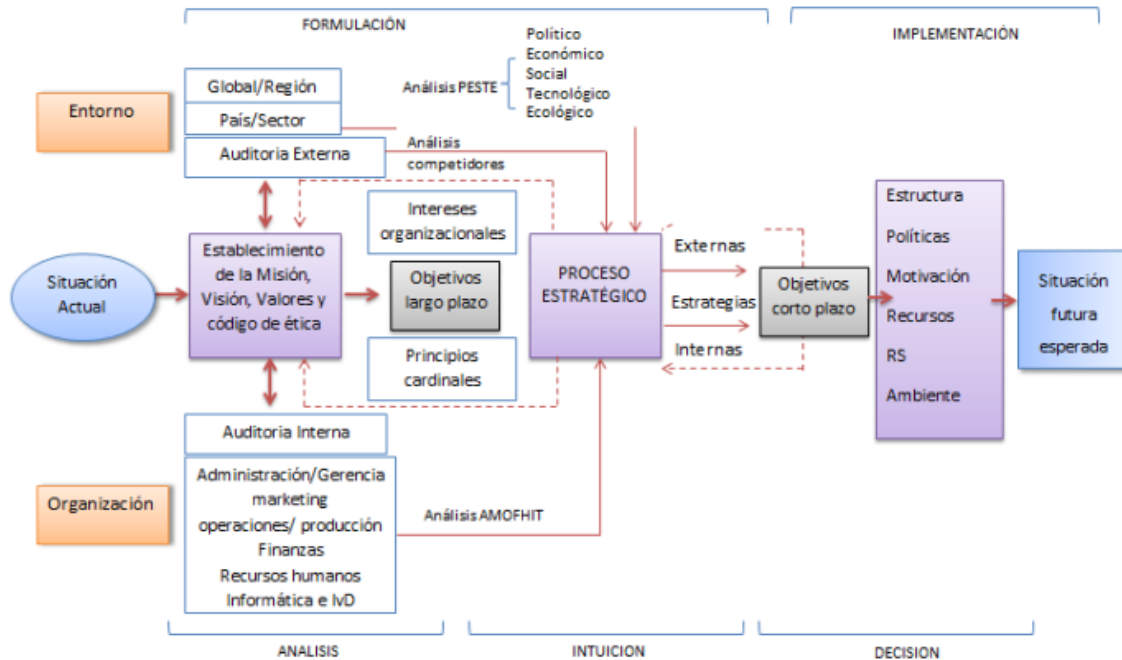 FORMULACIÓN
IMPLEMENTACIÓN
Político
Económico
Análisis PESTE
Social
Tecnológico
Ecológico
Entorno
Global/Región
País/Sector
Auditoria Externa
Análisis
competidores
Situación
Actual
Establecimiento
de la Misión,
Visión, Valores y
código de ética
Intereses
organizacionales
Objetivos
largo plazo
Principios
cardinales
PROCESO
ESTRATÉGICO
Externas
Estrategias
Internas
Objetivos
corto plazo
Estructura
Políticas
Motivación
Recursos
RS
Ambiente
Situación
futura
esperada
Organización
Auditoria Interna
Administración/Gerencia
marketing
operaciones/ producción
Finanzas
Recursos humanos
Informática e IvD
Análisis AMOFHIT
ANALISIS
INTUICION
DECISION